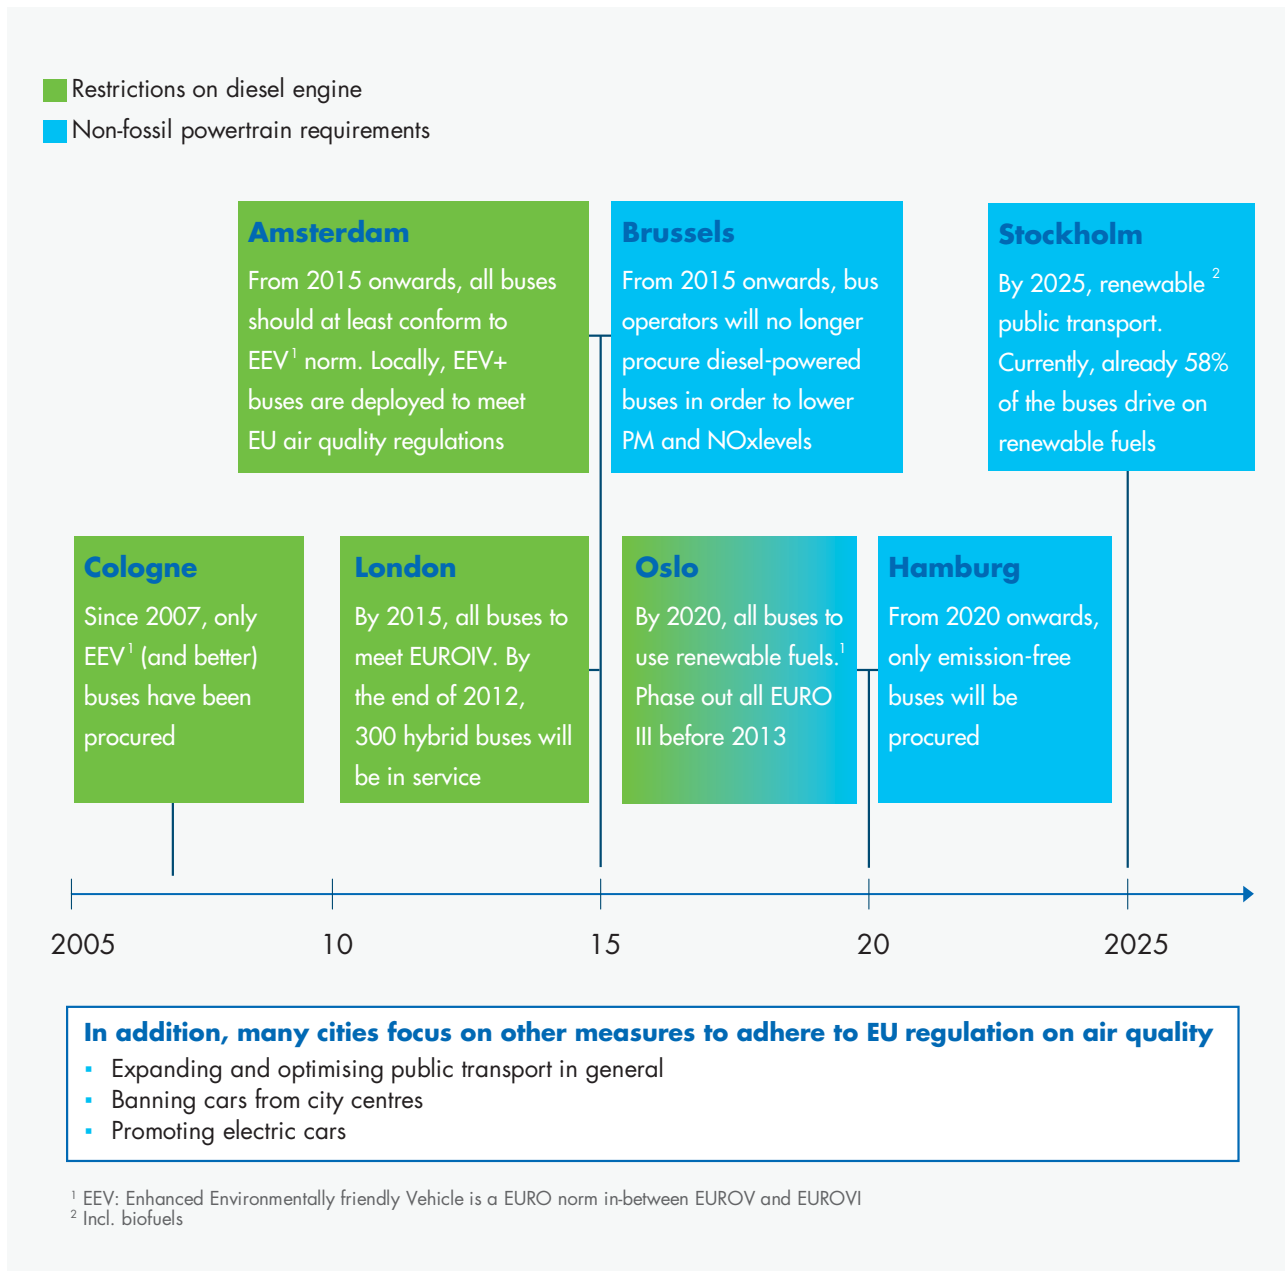 Restrictions on diesel engine
Non-fossil powertrain requirements
Amsterdam
From 2015 onwards, all buses
should at least conform to
EEV1 norm. Locally, EEV+
buses are deployed to meet
EU air quality regulations
Brussels
From 2015 onwards, bus
operators will no longer
procure diesel-powered
buses in order to lower
PM and NOxlevels
Stockholm
By 2025, renewable 2
public transport.
Currently, already 58%
of the buses drive on
renewable fuels
Cologne
Since 2007, only
EEV1 (and better)
buses have been
procured
London
By 2015, all buses to
meet EUROIV. By
the end of 2012,
300 hybrid buses will
be in service
Oslo
By 2020, all buses to
use renewable fuels.1
Phase out all EURO
III before 2013
Hamburg
From 2020 onwards,
only emission-free
buses will be
procured
2005 10 15 20 2025
In addition, many cities focus on other measures to adhere to EU regulation on air quality
▪ Expanding and optimising public transport in general
▪ Banning cars from city centres
▪ Promoting electric cars
1 EEV: Enhanced Environmentally friendly Vehicle is a EURO norm in-between EUROV and EUROVI
2 Incl. biofuels